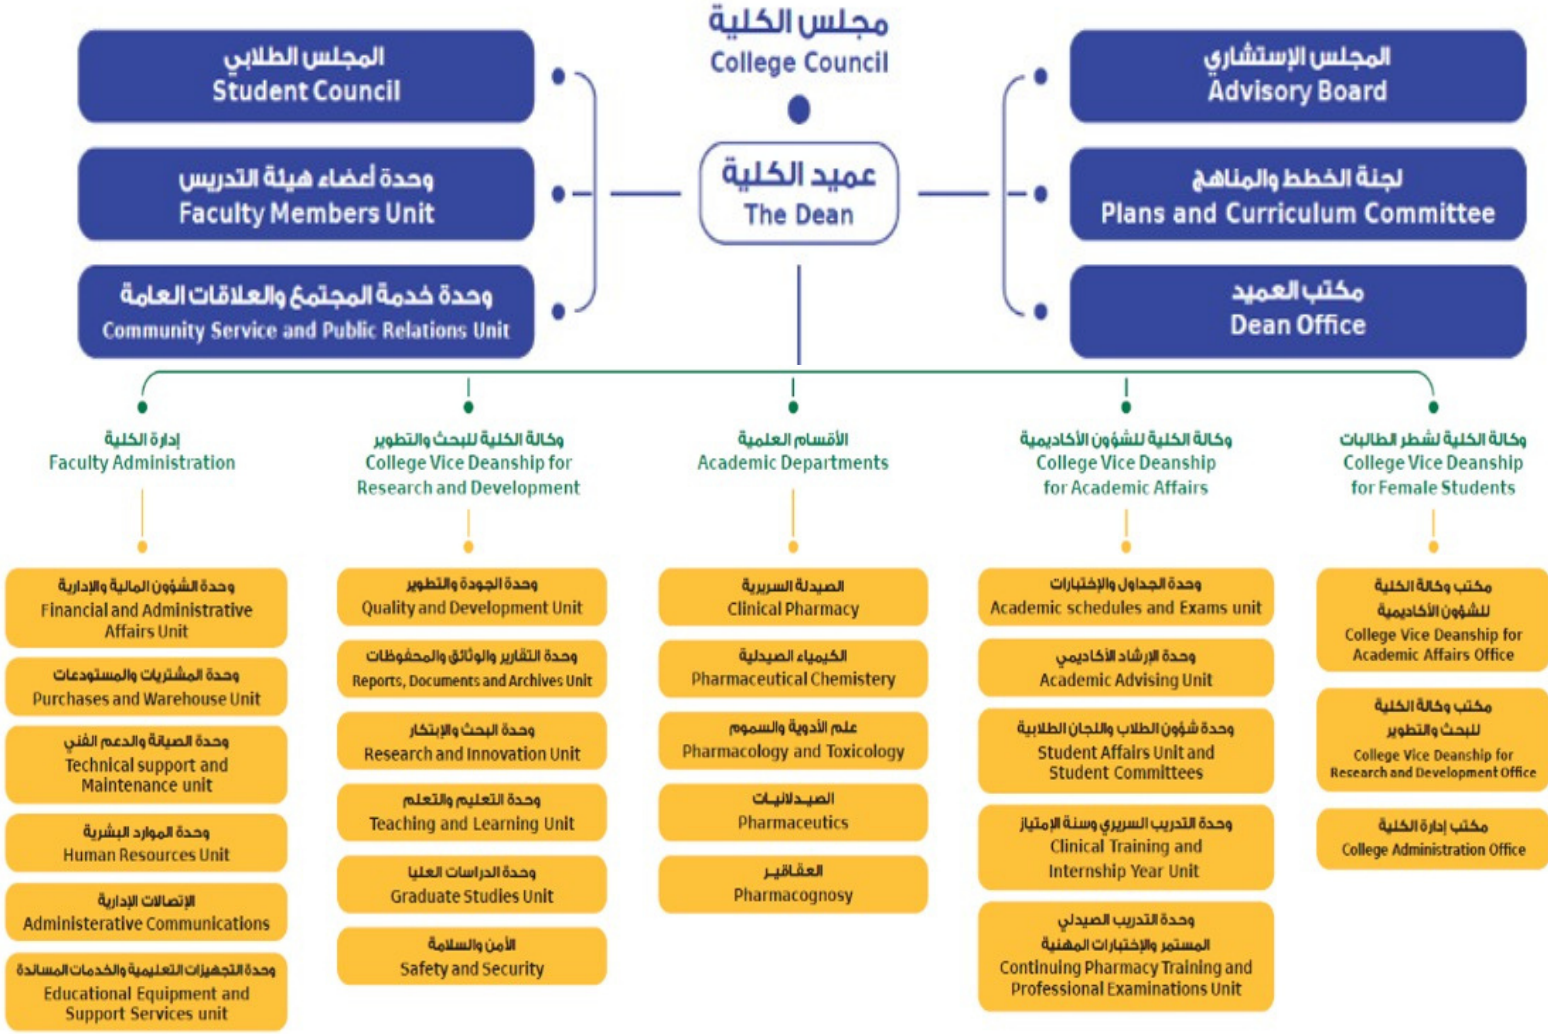 مجلس الكلية
College Council
المجلس الطلابي
Student Council
المجلس الإستشاري
Advisory Board
عميد الكلية
The Dean
وحدة أعضاء هيئة التدريس
Faculty Members Unit
لجنة الخطط والمناهج
Plans and Curriculum Committee
وحدة خدمة المجتمع والعلاقات العامة
Community Service and Public Relations Unit
مكتب العميد
Dean Office
إدارة الكلية
Faculty Administration
وحدة الشؤون المالية والإدارية
Financial and Administrative
Affairs Unit
وحدة المشتريات والمستودعات
Purchases and Warehouse Unit
وحدة الصيانة والدعم الفني
Technical support and
Maintenance unit
وحدة الموارد البشرية
Human Resources Unit
الإتصالات الإدارية
Administerative Communications
وحدة التجهيزات التعليمية والخدمات المساندة
Educational Equipment and
Support Services unit
وكالة الكلية للبحث والتطوير
College Vice Deanship for
Research and Development
وحدة الجودة والتطوير
Quality and Development Unit
وحدة التقارير والوثائق والمحفوظات
Reports, Documents and Archives Unit
وحدة البحث والإبتكار
Research and Innovation Unit
وحدة التعليم والتعلم
Teaching and Learning Unit
وحدة الدراسات العليا
Graduate Studies Unit
الأمن والسلامة
Safety and Security
الأقسام العلمية
Academic Departments
الصيدلة السريرية
Clinical Pharmacy
الكيمياء الصيدلية
Pharmaceutical Chemistery
علم الأدوية والسموم
Pharmacology and Toxicology
الصيدلانيات
Pharmaceutics
العقاقير
Pharmacognosy
وكالة الكلية للشؤون الأكاديمية
College Vice Deanship
for Academic Affairs
وحدة الجداول والإختبارات
Academic schedules and Exams unit
وحدة الإرشاد الأكاديمي
Academic Advising Unit
وحدة شؤون الطلاب واللجان الطلابية
Student Affairs Unit and
Student Committees
وحدة التدريب السريري وسنة الإمتياز
Clinical Training and
Internship Year Unit
وحدة التدريب الصيدلي
المستمر والإختبارات المهنية
Continuing Pharmacy Training and
Professional Examinations Unit
وكالة الكلية لشطر الطالبات
College Vice Deanship
for Female Students
مكتب وكالة الكلية
للشؤون الأكاديمية
College Vice Deanship for
Academic Affairs Office
مكتب وكالة الكلية
للبحث والتطوير
College Vice Deanship for
Research and Development Office
مكتب إدارة الكلية
College Administration Office